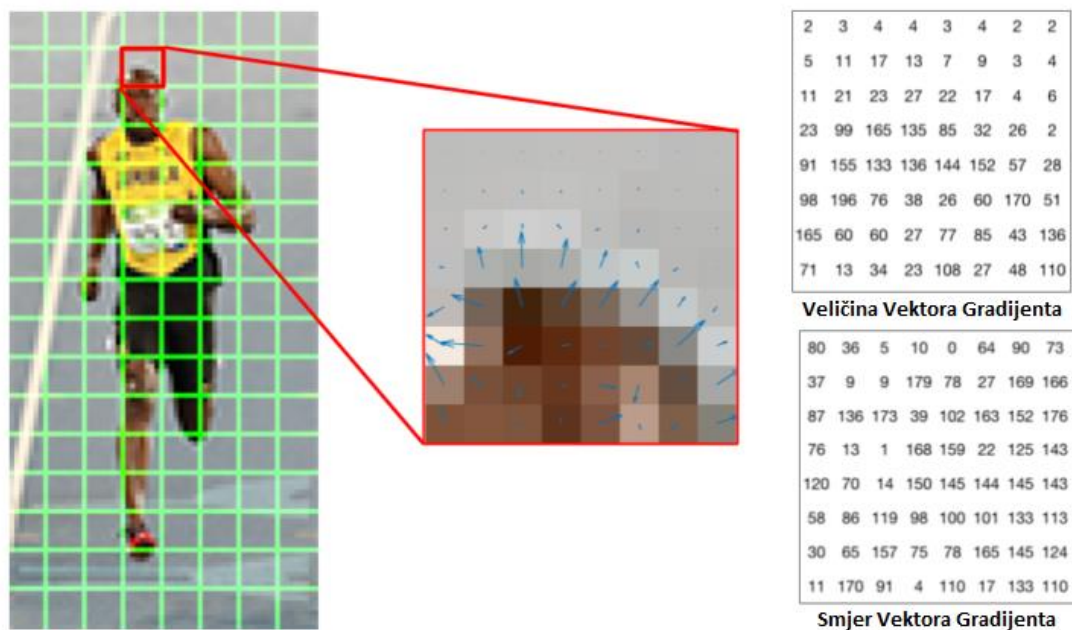 2 3 4 4 3 4 2 2
5 11 17 13 7 9 3 4
11 21 23 27 22 17 4 6
23 99 165 135 85 32 26 2
91 155 133 136 144 152 57 28
98 196 76 38 26 60 170 51
165 60 60 27 77 85 43 136
71 13 34 23 108 27 48 110
Veličina Vektora Gradijenta
80 36 5 10 0 64 90 73
37 9 9 179 78 27 169 166
87 136 173 39 102 163 152 176
76 13 1 168 159 22 125 143
120 70 14 150 145 144 145 143
58 86 119 98 100 101 133 113
30 65 157 75 78 165 145 124
11 170 91 4 110 17 133 110
Smjer Vektora Gradijenta